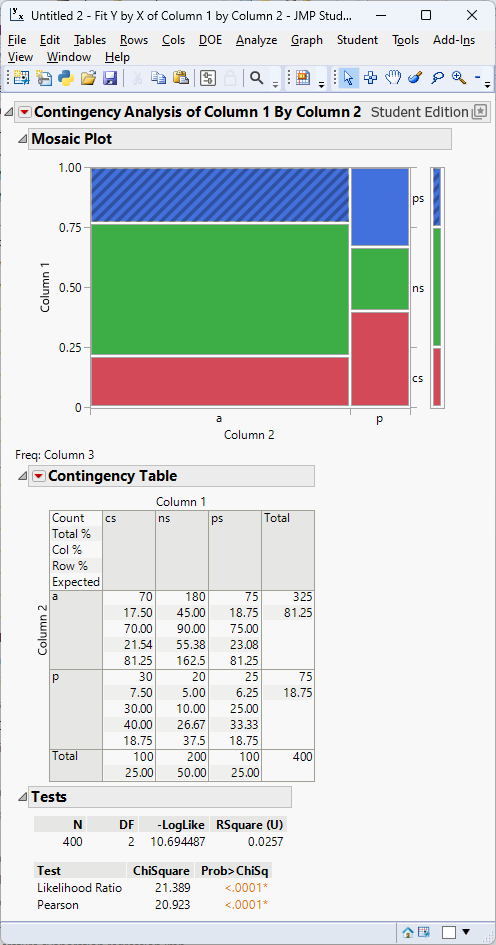 Untitled 2 - Fit Y by X of Column 1 by Column 2 - JMP Stud...
File Edit Tables Rows Cols DOE Analyze Graph Student Tools Add-Ins
View Window Help
Contingency Analysis of Column 1 By Column 2 Student Edition
Mosaic Plot
1.00
ps
0.75
Column 1
0.50
ns
0.25
cs
0
a p
Column 2
Freq: Column 3
Contingency Table
Column 1
Count cs ns ps Total
Total %
Col %
Row %
Expected
Column 2
a 70 180 75 325
17.50 45.00 18.75 81.25
70.00 90.00 75.00
21.54 55.38 23.08
81.25 162.5 81.25
p 30 20 25 75
7.50 5.00 6.25 18.75
30.00 10.00 25.00
40.00 26.67 33.33
18.75 37.5 18.75
Total 100 200 100 400
25.00 50.00 25.00
Tests
N DF -LogLike RSquare (U)
400 2 10.694487 0.0257
Test ChiSquare Prob>ChiSq
Likelihood Ratio 21.389 <.0001*
Pearson 20.923 <.0001*